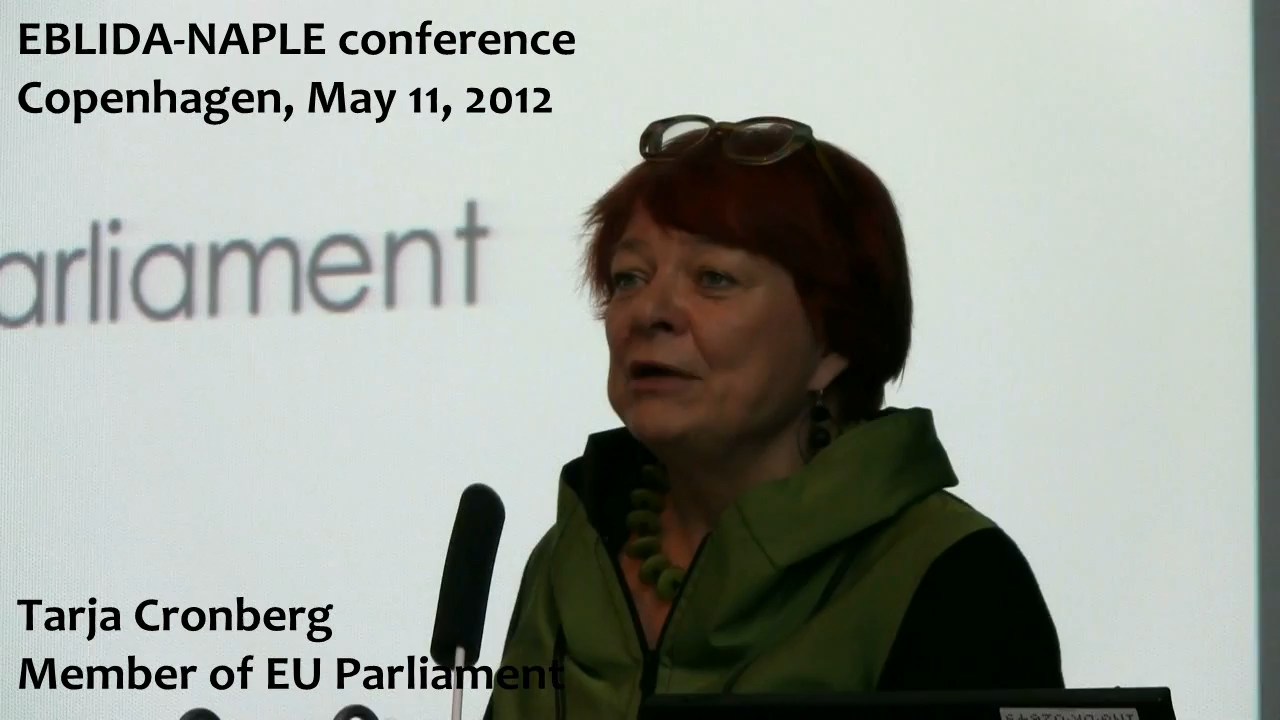 EBLIDA-NAPLE conference
Copenhagen, May 11, 2012
arliament
Tarja Cronberg
Member of EU Parliament